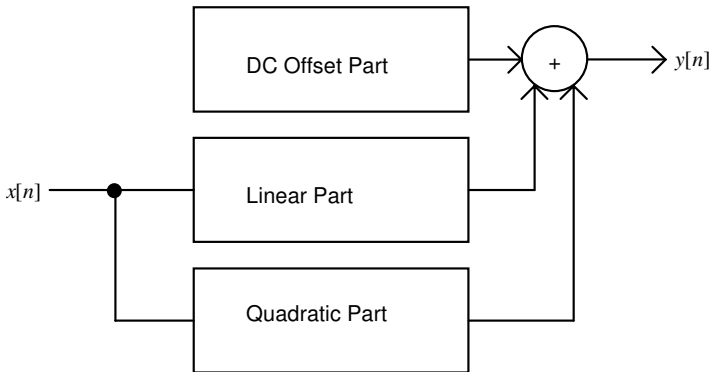 DC Offset Part
+
y[n]
x[n]
Linear Part
Quadratic Part